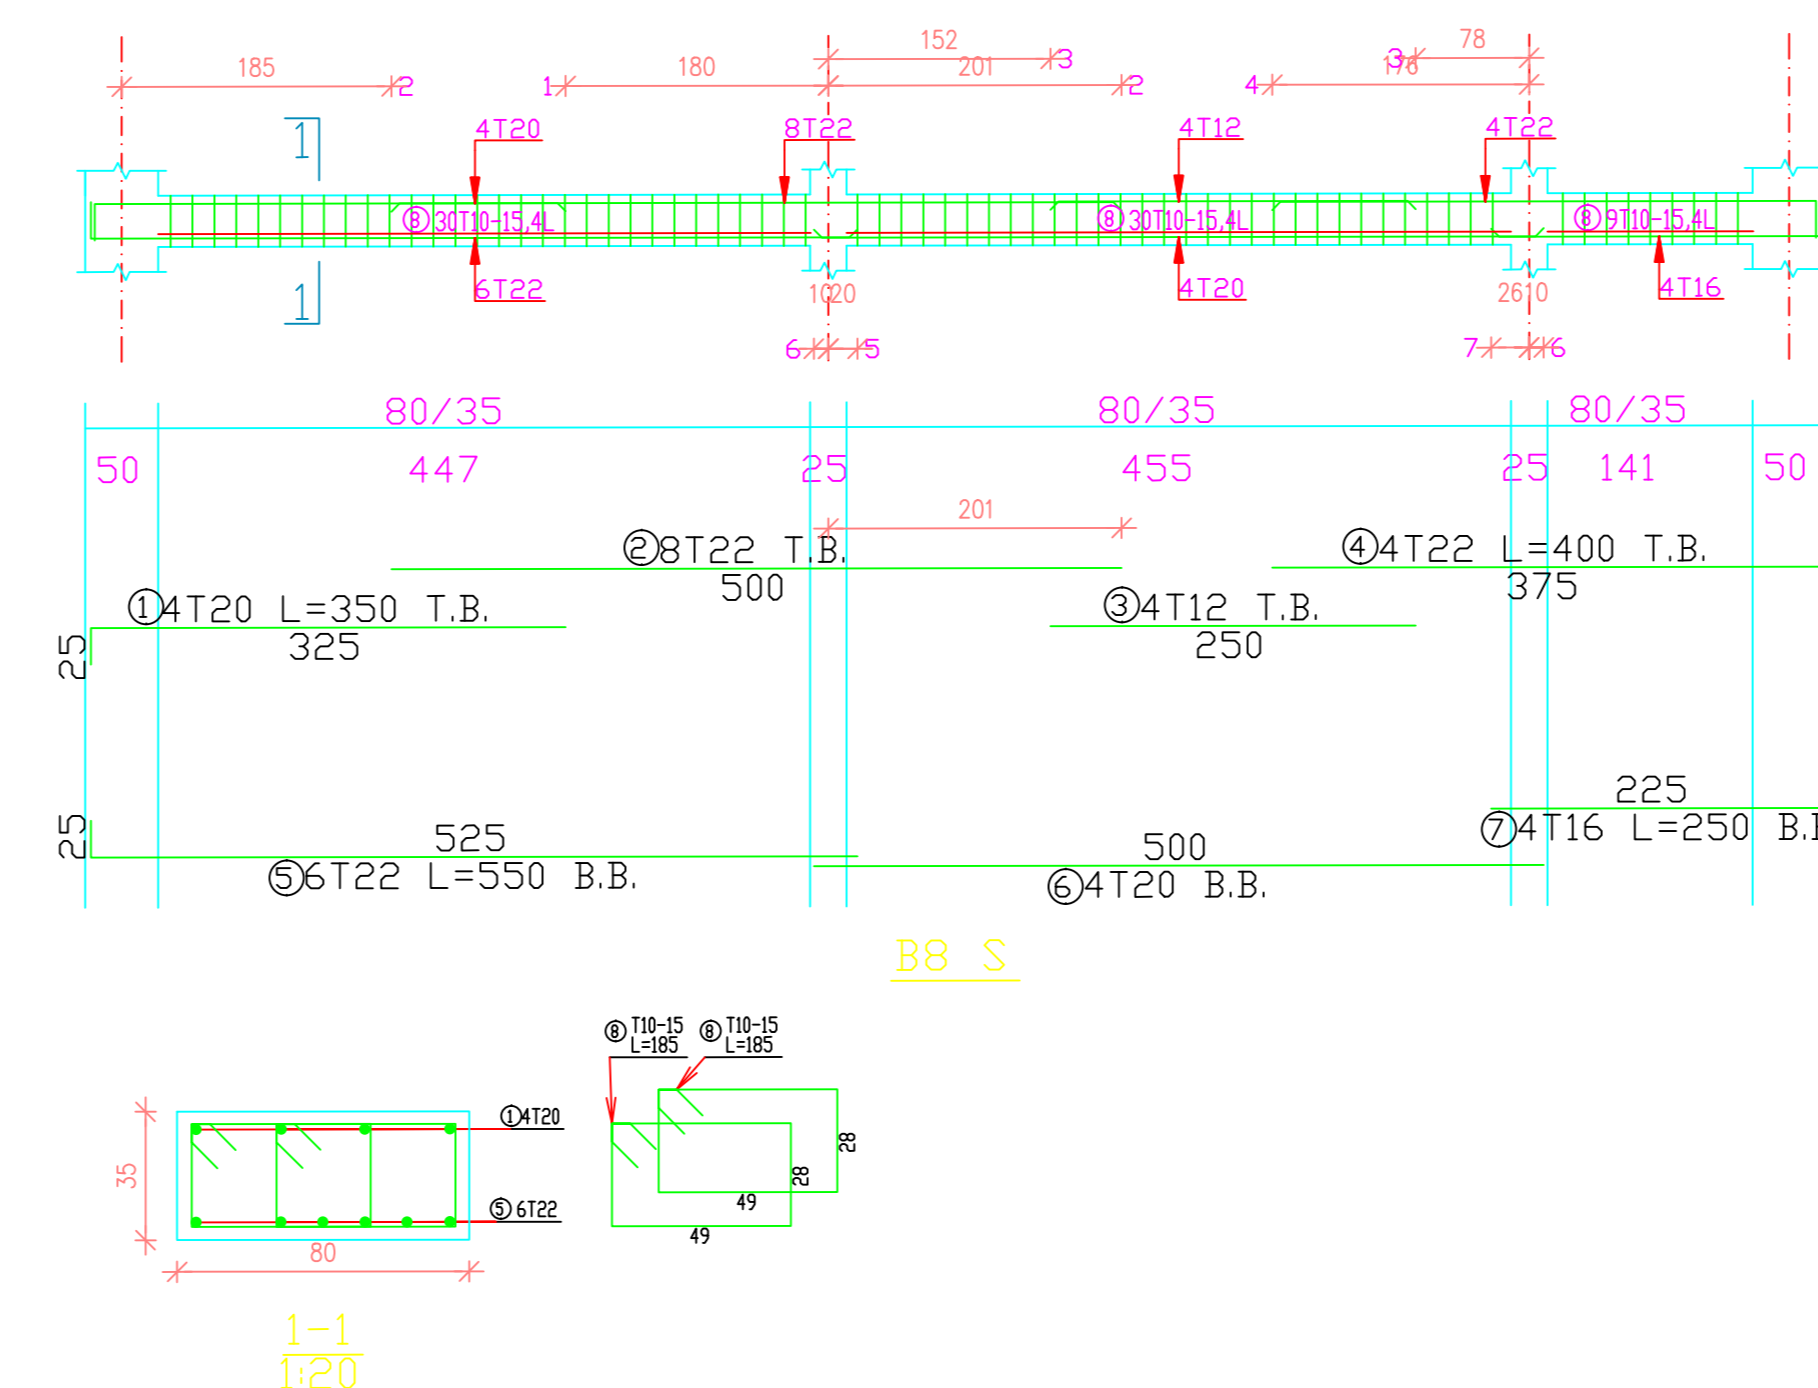 152 3 78 3
185 2 1 180 201 2 4 176
1 4T20 8T22 4T12 4T22
⑧ 30T10-15,4L ⑧ 30T10-15,4L ⑧ 9T10-15,4L
1 6T22 1020 4T20 2610 4T16
6 5 7 6
80/35 80/35 80/35
50 447 25 455 25 141 50
201
②8T22 T.B. ④4T22 L=400 T.B.
500 375
①4T20 L=350 T.B. ③4T12 T.B.
25 325 250
225
25 525 500 ⑦4T16 L=250
⑤6T22 L=550 B.B. ⑥4T20 B.B.
B8 S
⑧ T10-15 ⑧ T10-15
L=185 L=185
①4T20
35 28
28
49
⑤ 6T22
49
80
1-1
1:20